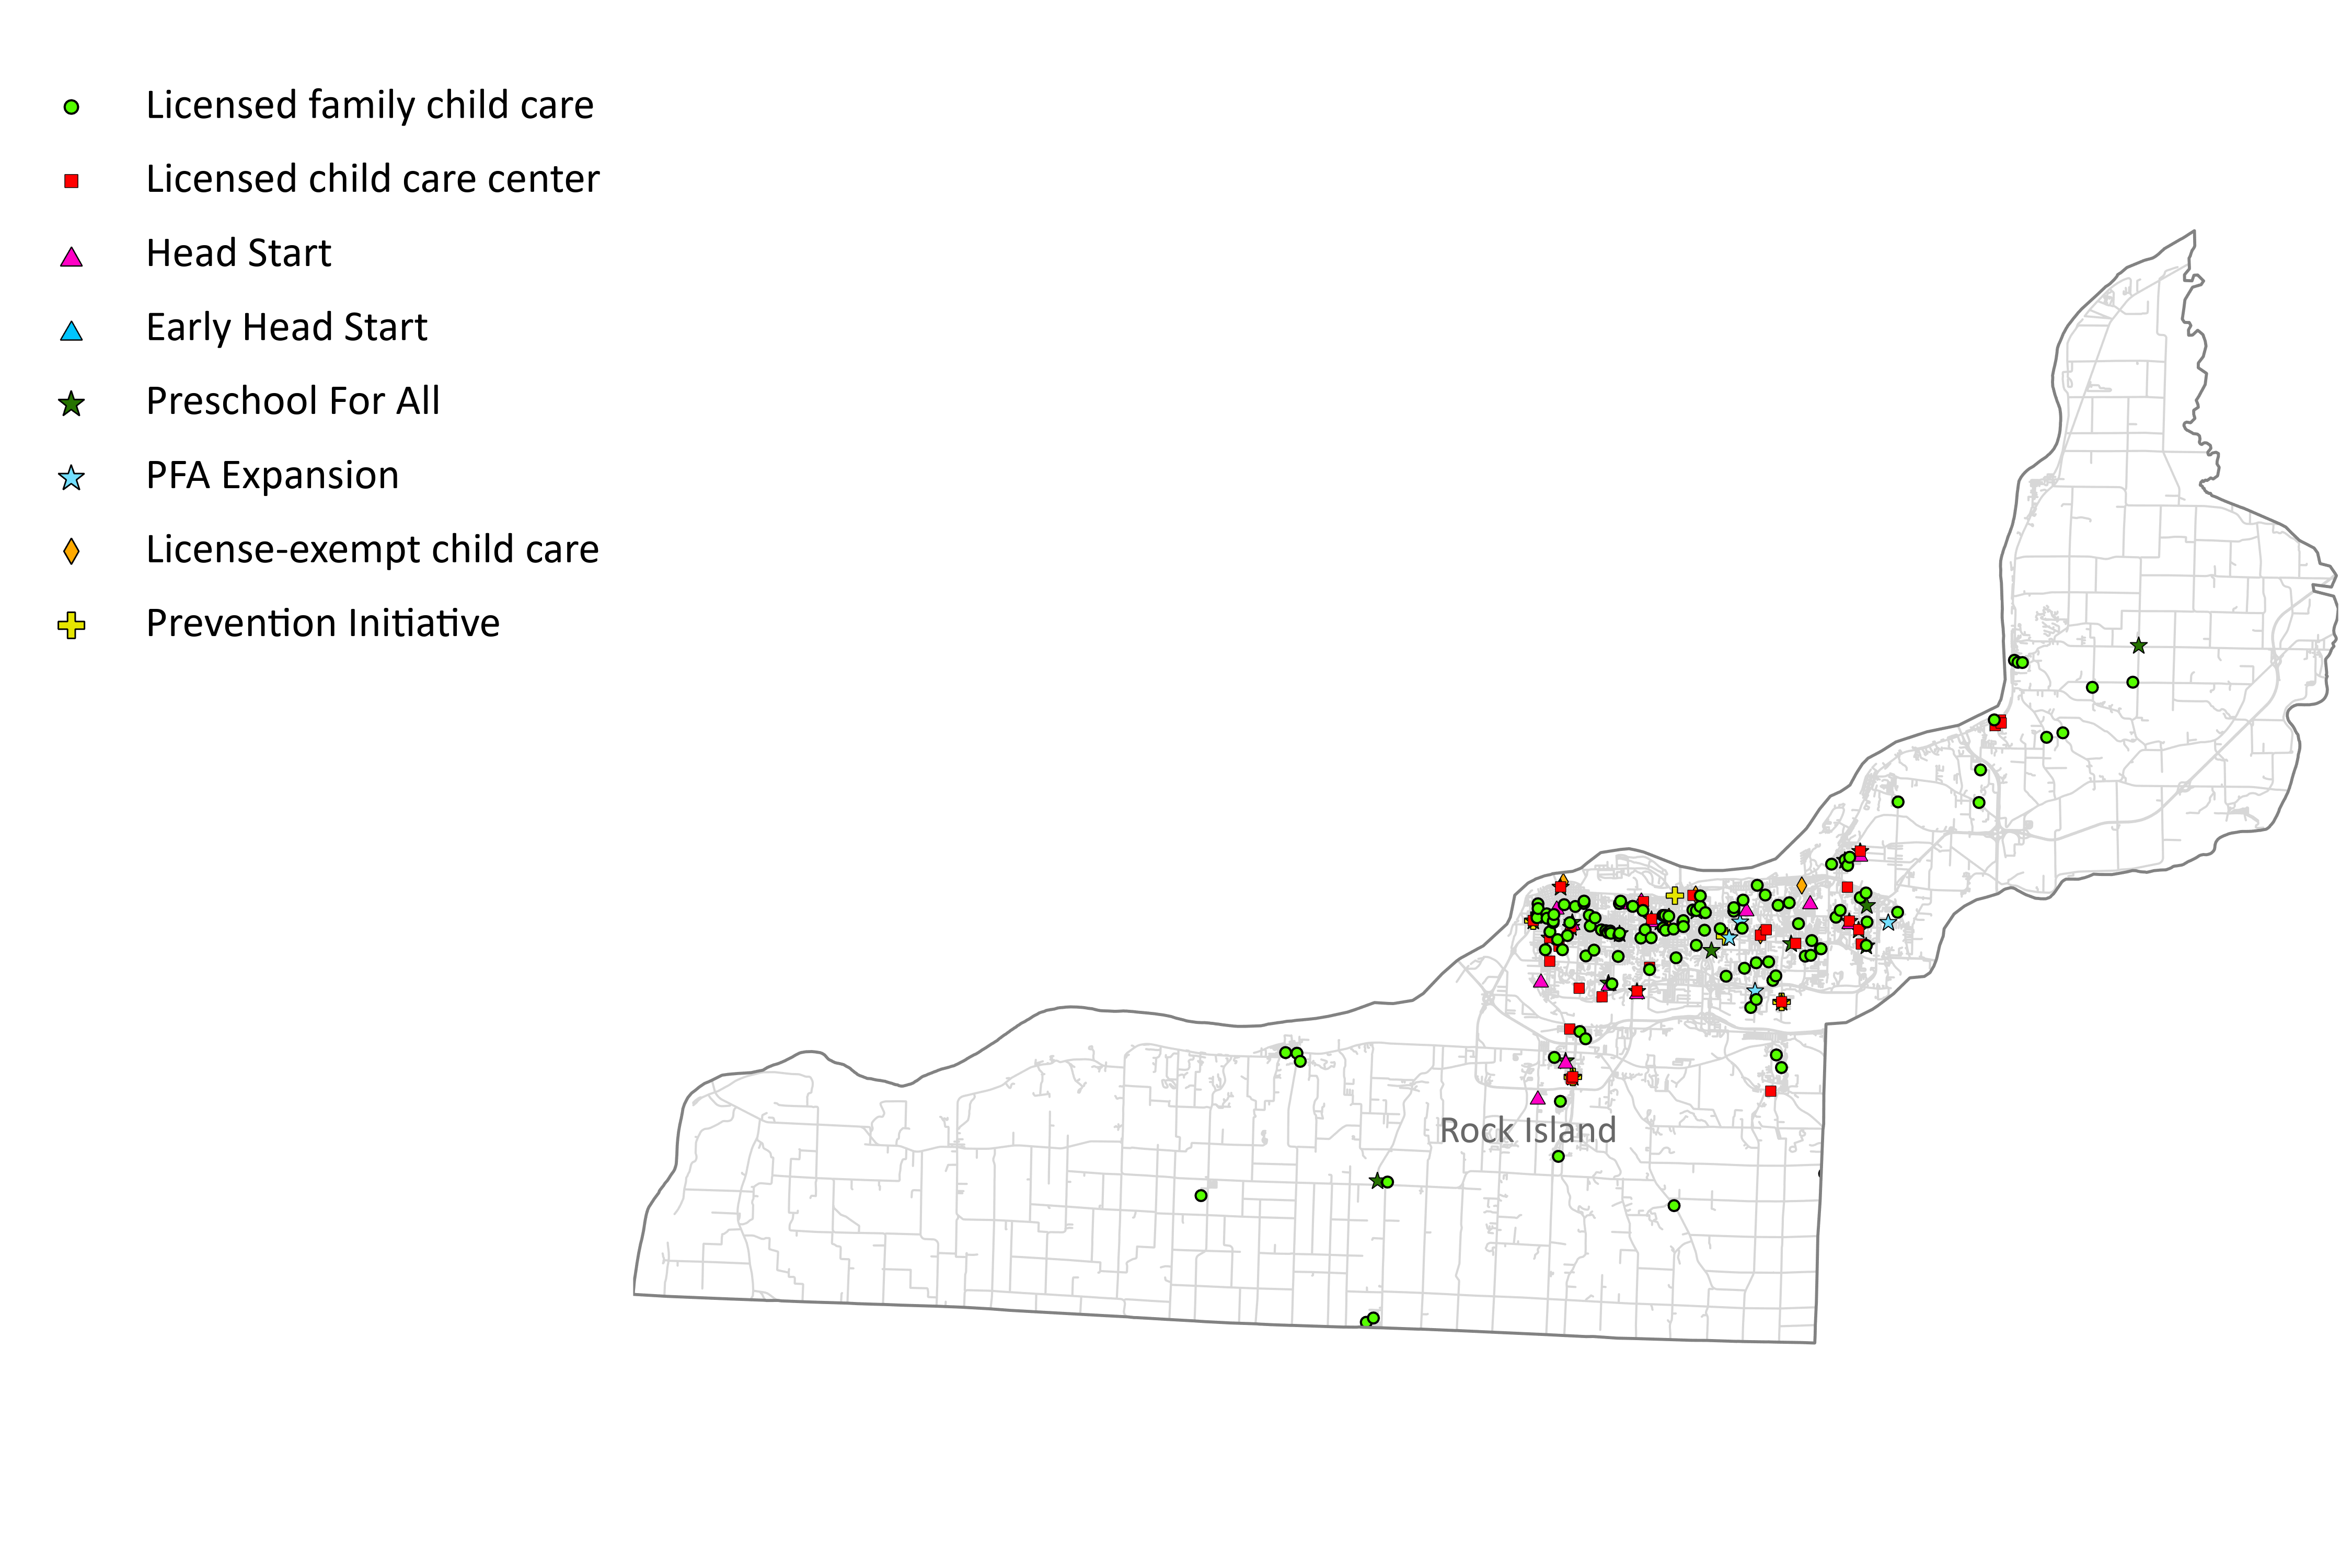 Licensed family child care
Licensed child care center
Head Start
Early Head Start
Preschool For All
PFA Expansion
License-exempt child care
Prevention Initiative
Rock Island